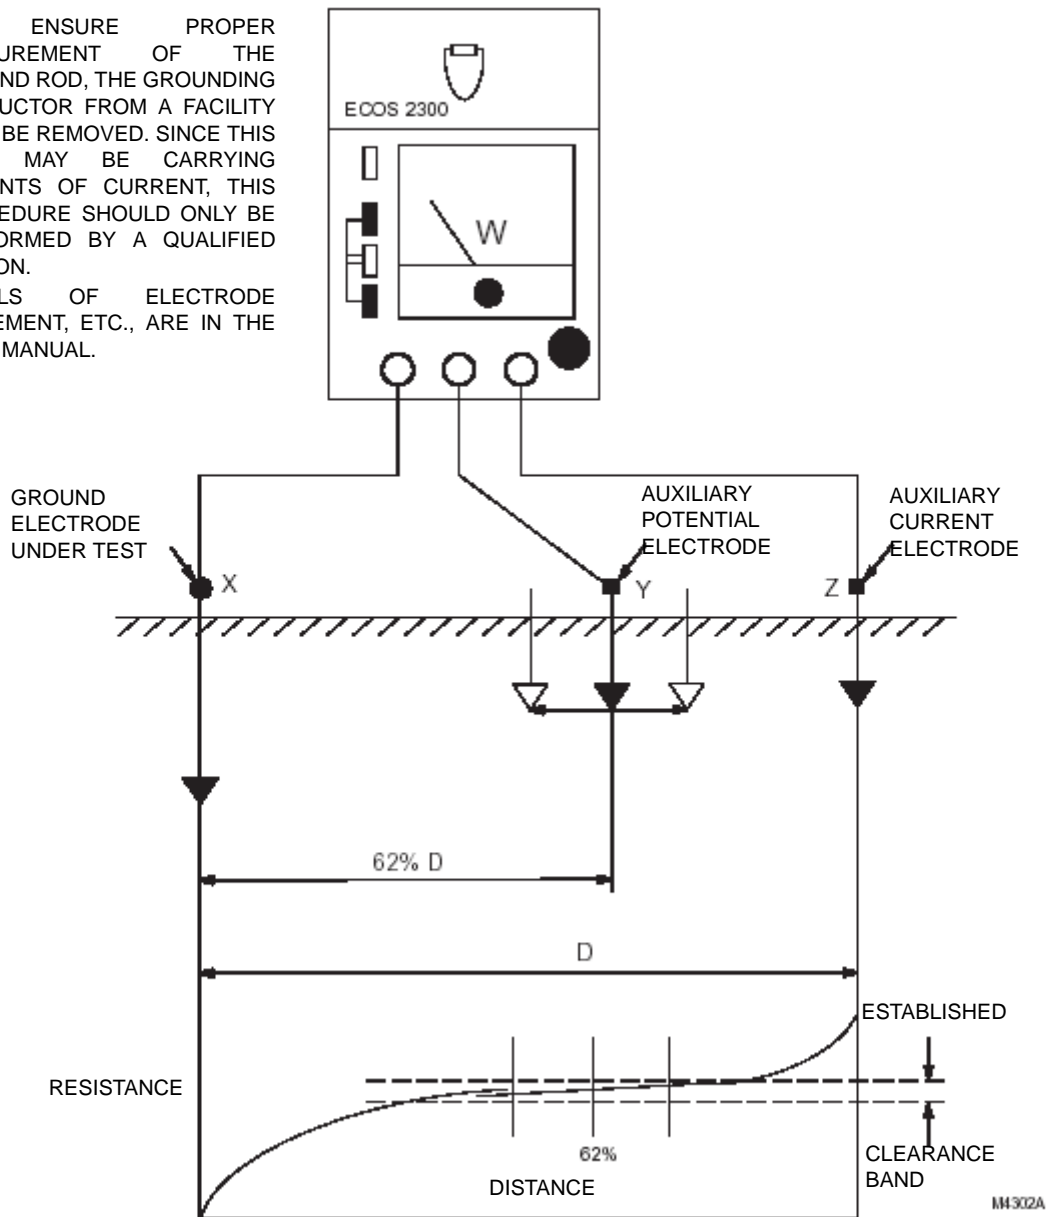 ENSURE PROPER
UREMENT OF THE
ND ROD, THE GROUNDING
UCTOR FROM A FACILITY
BE REMOVED. SINCE THIS
MAY BE CARRYING
NTS OF CURRENT, THIS
EDURE SHOULD ONLY BE
ORMED BY A QUALIFIED
ON.
LS OF ELECTRODE
EMENT, ETC., ARE IN THE
MANUAL.
ECOS 2300
W
GROUND
ELECTRODE
UNDER TEST
AUXILIARY
POTENTIAL
ELECTRODE
AUXILIARY
CURRENT
ELECTRODE
X
Y
Z
62% D
D
ESTABLISHED
RESISTANCE
62%
CLEARANCE
BAND
DISTANCE
M4302A